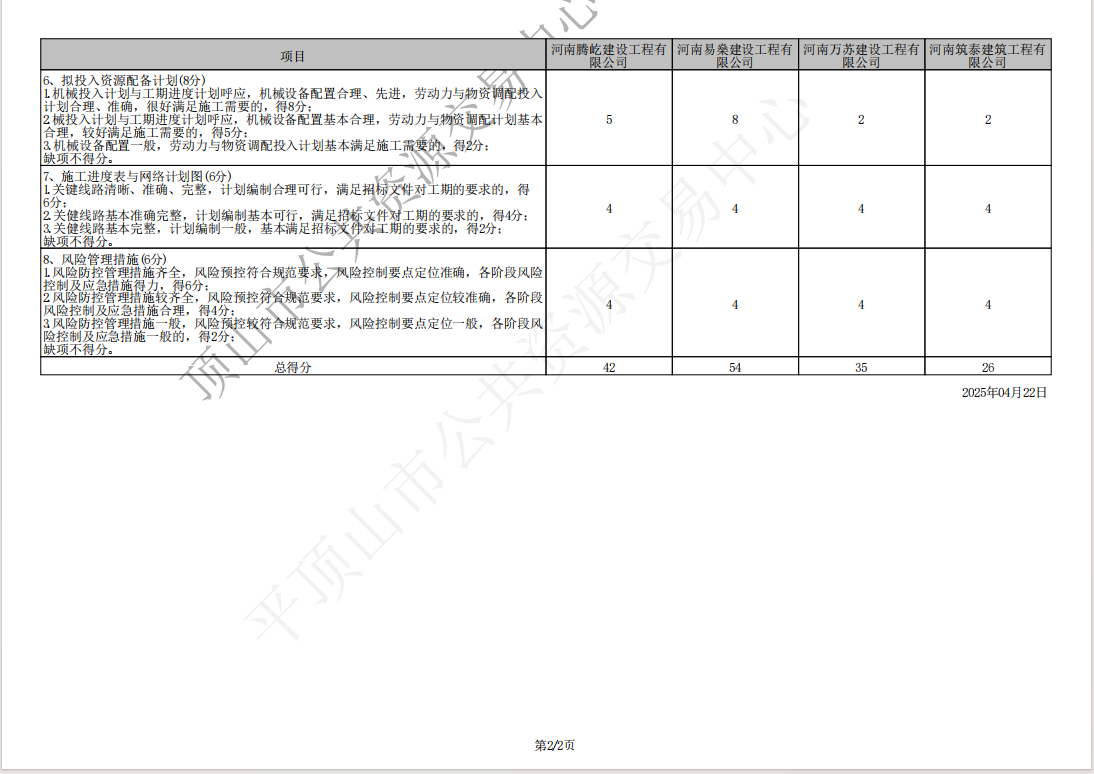 项目
河南腾屹建设工程有
限公司
河南易燊建设工程有
限公司
河南万苏建设工程有
限公司
河南筑泰建筑工程有
限公司
6、拟投入资源配备计划(8分)
1.机械投入计划与工期进度计划呼应，机械设备配置合理、先进，劳动力与物资调配投入
计划合理、准确，很好满足施工需要的，得8分；
2.械投入计划与工期进度计划呼应，机械设备配置基本合理，劳动力与物资调配计划基本
合理，较好满足施工需要的，得5分；
3.机械设备配置一般，劳动力与物资调配投入计划基本满足施工需要的，得2分；
缺项不得分。
5
8
2
2
7、施工进度表与网络计划图(6分)
1.关键线路清晰、准确、完整，计划编制合理可行，满足招标文件对工期的要求的，得
6分；
2.关健线路基本准确完整，计划编制基本可行，满足招标文件对工期的要求的，得4分；
3.关健线路基本完整，计划编制一般，基本满足招标文件对工期的要求的，得2分；
缺项不得分。
4
4
4
4
8、风险管理措施(6分)
1.风险防控管理措施齐全，风险预控符合规范要求，风险控制要点定位准确，各阶段风险
控制及应急措施得力，得6分；
2.风险防控管理措施较齐全，风险预控符合规范要求，风险控制要点定位较准确，各阶段
风险控制及应急措施合理，得4分；
3.风险防控管理措施一般，风险预控较符合规范要求，风险控制要点定位一般，各阶段风
险控制及应急措施一般的，得2分；
缺项不得分。
4
4
4
4
总得分
42
54
35
26
2025年04月22日
顶山市公共资源交易中心
平顶山市公共资源交易中心
第2/2页